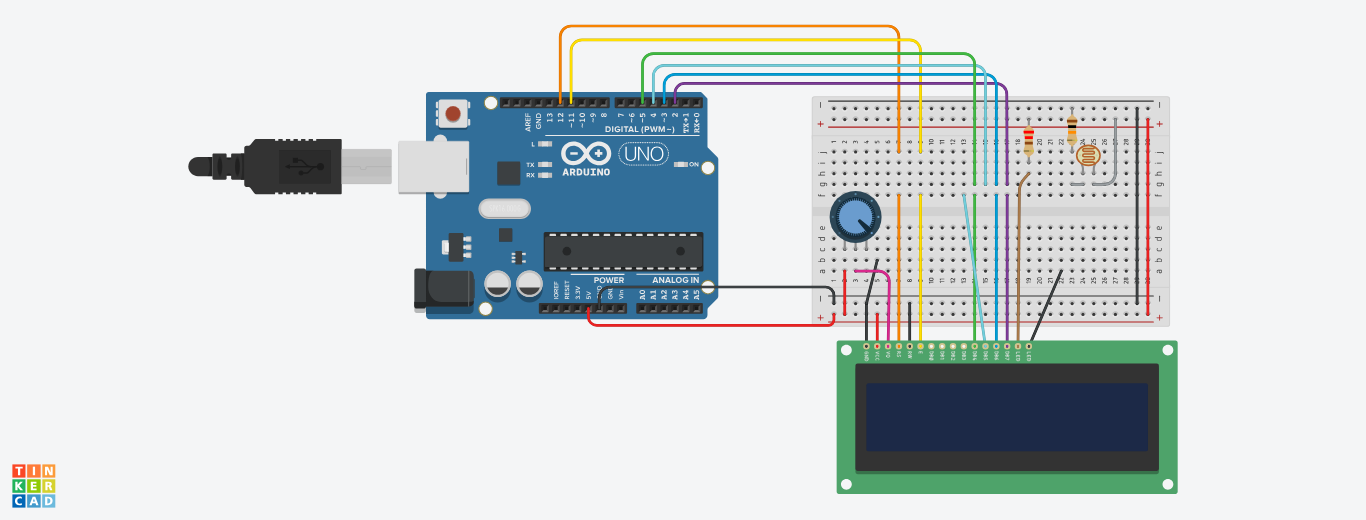 AREF
GND
13
12
~11
~10
~9
8
7
~6
~5
4
~3
2
TX→1
RX←0
DIGITAL (PWM~)
L
TX
RX
ARDUINO
UNO
ON
POWER
ANALOG IN
IOREF
RESET
3.3V
5V
GND
Vin
A0
A1
A2
A3
A4
A5
j
i
h
g
f
e
d
c
b
a
GND
VCC
V0
RS
RW
E
DB0
DB1
DB2
DB3
DB4
DB5
DB6
DB7
LED
LED
TIN
KER
CAD